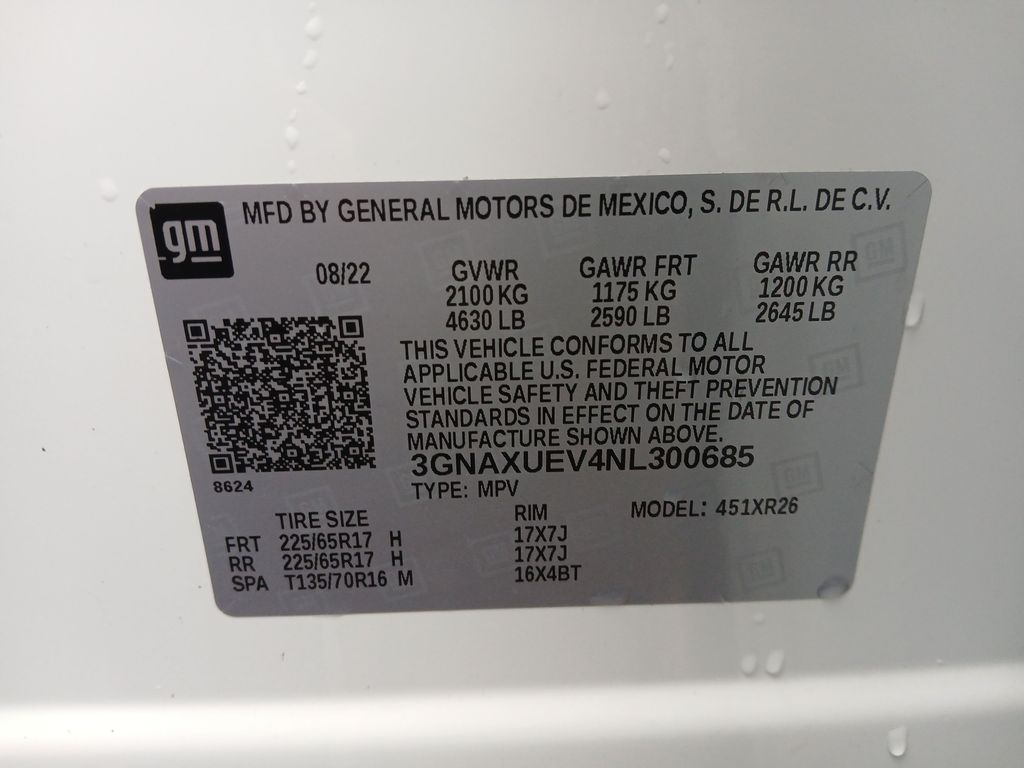 gm
MFD BY GENERAL MOTORS DE MEXICO, S. DE R.L. DE C.V.
08/22 GVWR GAWR FRT GAWR RR
2100 KG 1175 KG 1200 KG
4630 LB 2590 LB 2645 LB
THIS VEHICLE CONFORMS TO ALL
APPLICABLE U.S. FEDERAL MOTOR
VEHICLE SAFETY AND THEFT PREVENTION
STANDARDS IN EFFECT ON THE DATE OF
MANUFACTURE SHOWN ABOVE.
3GNAXUEV4NL300685
8624
TYPE: MPV
TIRE SIZE RIM MODEL: 451XR26
FRT 225/65R17 H 17X7J
RR 225/65R17 H 17X7J
SPA T135/70R16 M 16X4BT